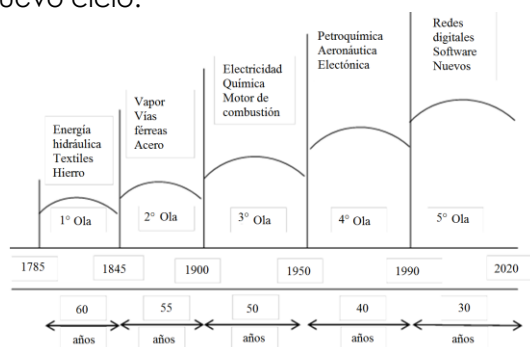 uevo ciclo.
Energía
hidráulica
Textiles
Hierro
Vapor
Vías
férreas
Acero
Electricidad
Química
Motor de
combustión
Petroquímica
Aeronáutica
Electónica
Redes
digitales
Software
Nuevos
1° Ola
2° Ola
3° Ola
4° Ola
5° Ola
1785
1845
1900
1950
1990
2020
60
55
50
40
30
años
años
años
años
años